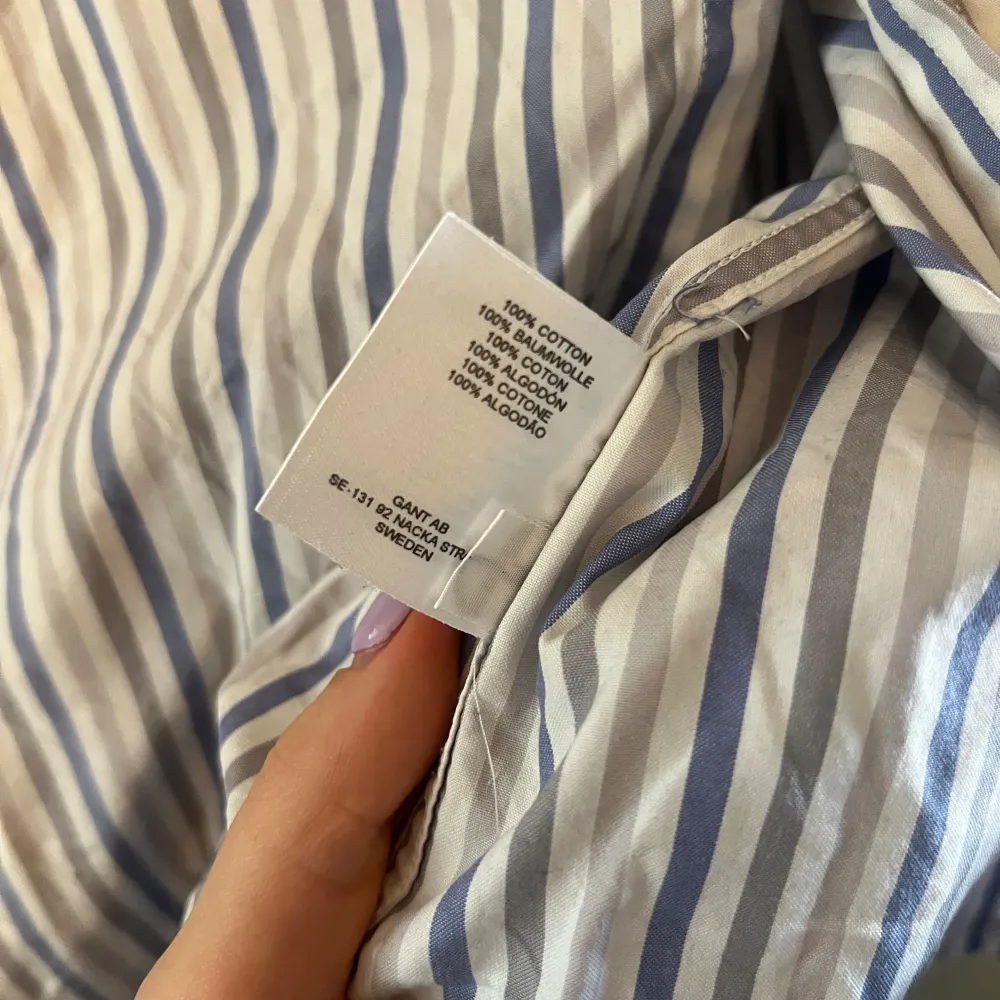 100% COTTON
100% BAUMWOLLE
100% COTON
100% ALGODÓN
100% COTONE
100% ALGODÃO
GANT AB
SE-131 92 NACKA STR
SWEDEN